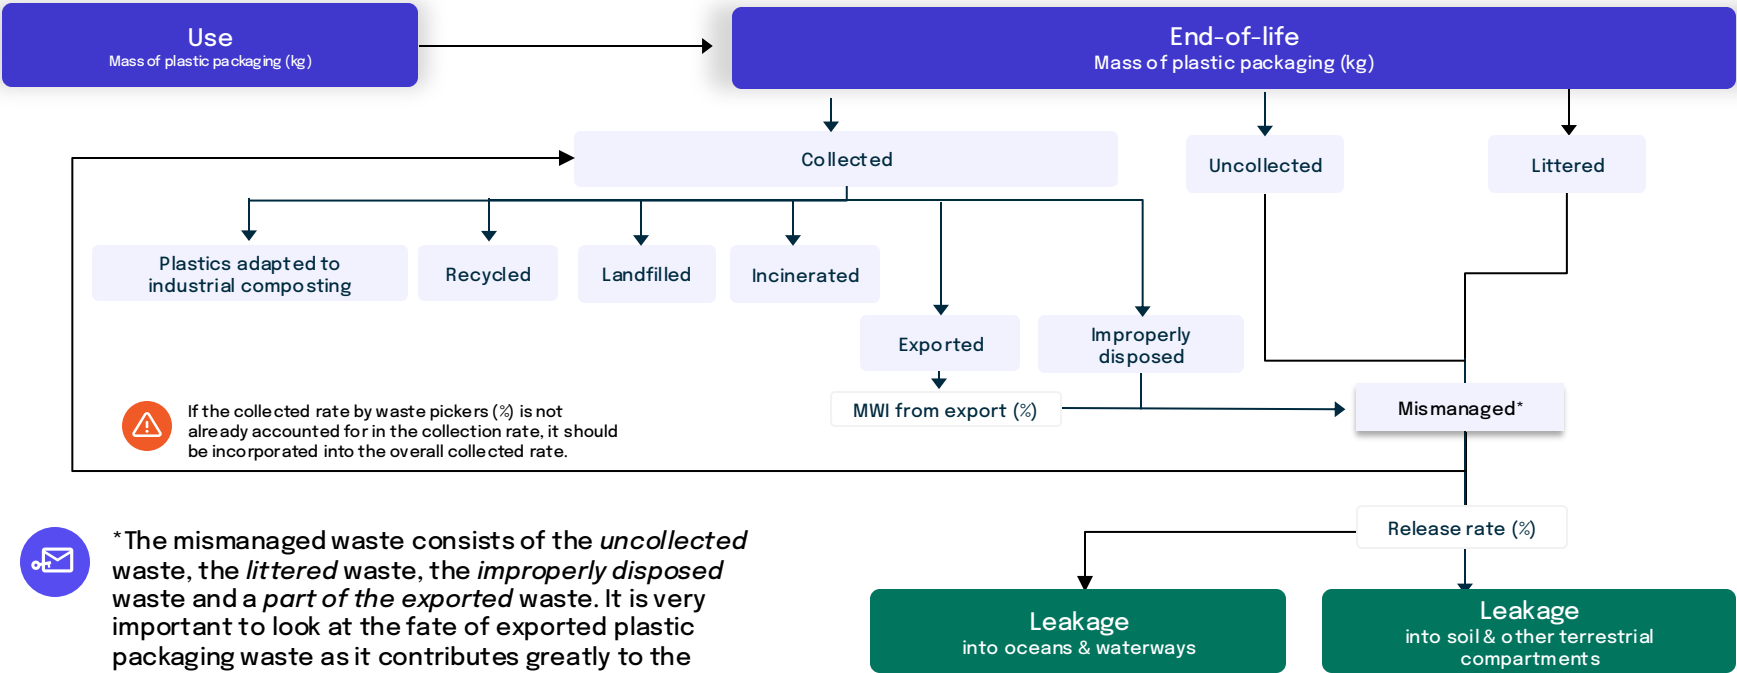 Use
Mass of plastic packaging (kg)
End-of-life
Mass of plastic packaging (kg)
Collected
Uncollected
Littered
Plastics adapted to
industrial composting
Recycled
Landfilled
Incinerated
Exported
Improperly
disposed
MWI from export (%)
Mismanaged*
If the collected rate by waste pickers (%) is not
already accounted for in the collection rate, it should
be incorporated into the overall collected rate.
Release rate (%)
*The mismanaged waste consists of the uncollected
waste, the littered waste, the improperly disposed
waste and a part of the exported waste. It is very
important to look at the fate of exported plastic
packaging waste as it contributes greatly to the
Leakage
into oceans & waterways
Leakage
into soil & other terrestrial
compartments